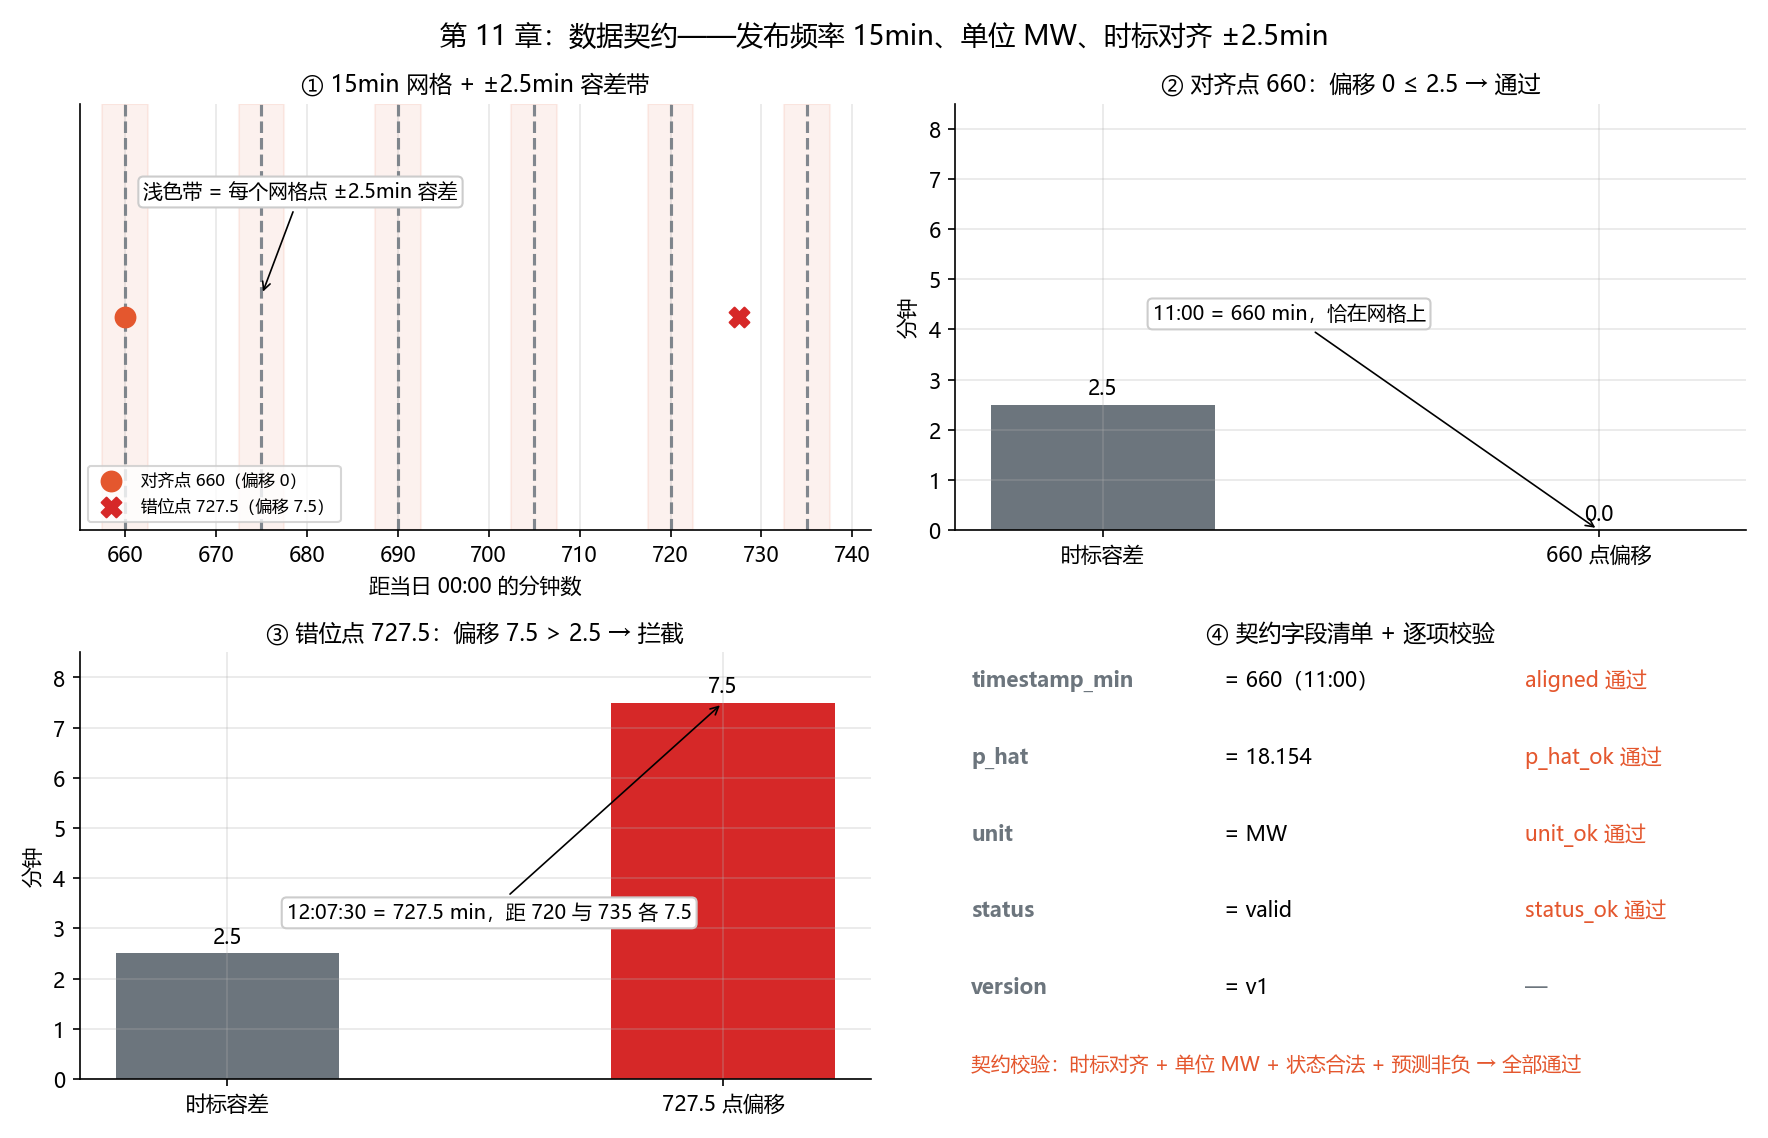 第 11 章：数据契约——发布频率 15min、单位 MW、时标对齐 ±2.5min
① 15min 网格 + ±2.5min 容差带
浅色带 = 每个网格点 ±2.5min 容差
对齐点 660（偏移 0）
错位点 727.5（偏移 7.5）
660 670 680 690 700 710 720 730 740
距当日 00:00 的分钟数
② 对齐点 660：偏移 0 ≤ 2.5 → 通过
8
7
6
5
4
3
2
1
0
分钟
11:00 = 660 min，恰在网格上
2.5
0.0
时标容差 660 点偏移
③ 错位点 727.5：偏移 7.5 > 2.5 → 拦截
8
7
6
5
4
3
2
1
0
分钟
7.5
12:07:30 = 727.5 min，距 720 与 735 各 7.5
2.5
时标容差 727.5 点偏移
④ 契约字段清单 + 逐项校验
timestamp_min = 660（11:00） aligned 通过
p_hat = 18.154 p_hat_ok 通过
unit = MW unit_ok 通过
status = valid status_ok 通过
version = v1 —
契约校验：时标对齐 + 单位 MW + 状态合法 + 预测非负 → 全部通过